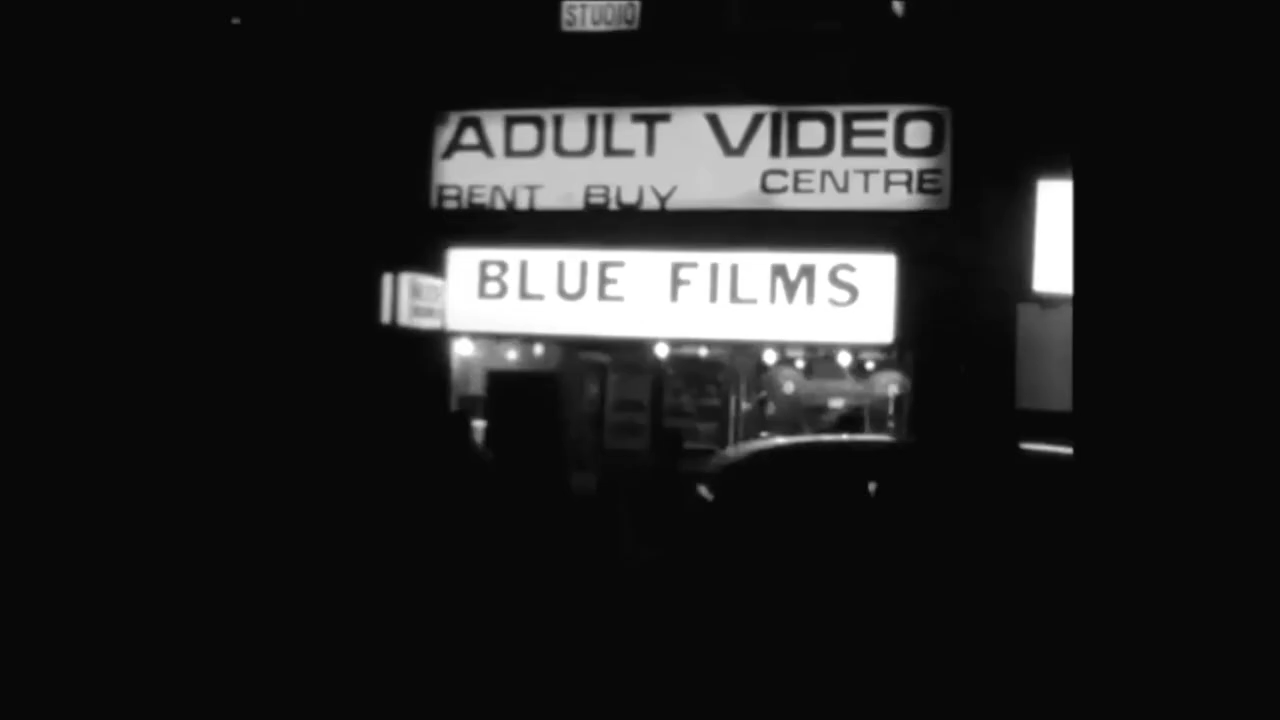 STUDIO
ADULT VIDEO
CENTRE
RENT BUY
BLUE FILMS